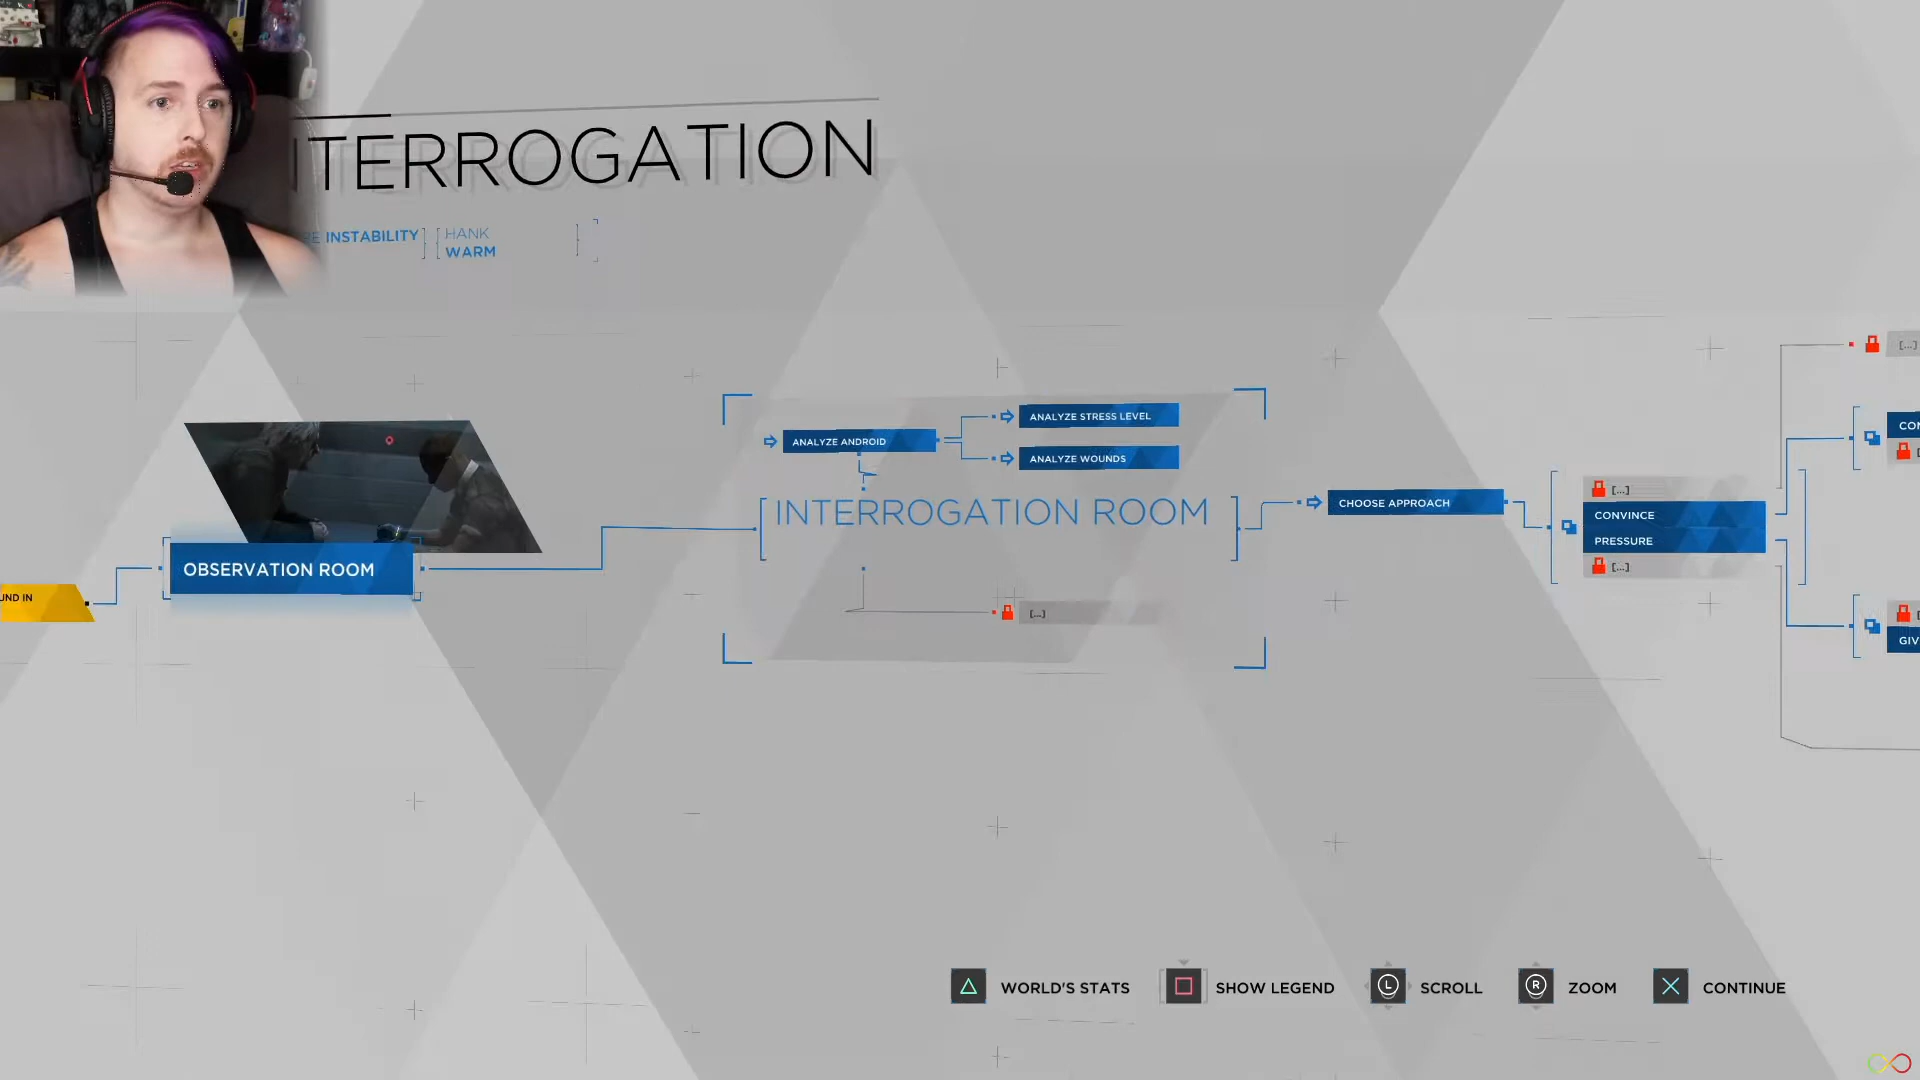 TERROGATION
INSTABILITY
HANK
WARM
ANALYZE ANDROID
ANALYZE STRESS LEVEL
ANALYZE WOUNDS
INTERROGATION ROOM
[...]
OBSERVATION ROOM
UND IN
CHOOSE APPROACH
[...]
CONVINCE
PRESSURE
[...]
[...]
CON
[
[
GIV
WORLD'S STATS
SHOW LEGEND
L
SCROLL
R
ZOOM
CONTINUE